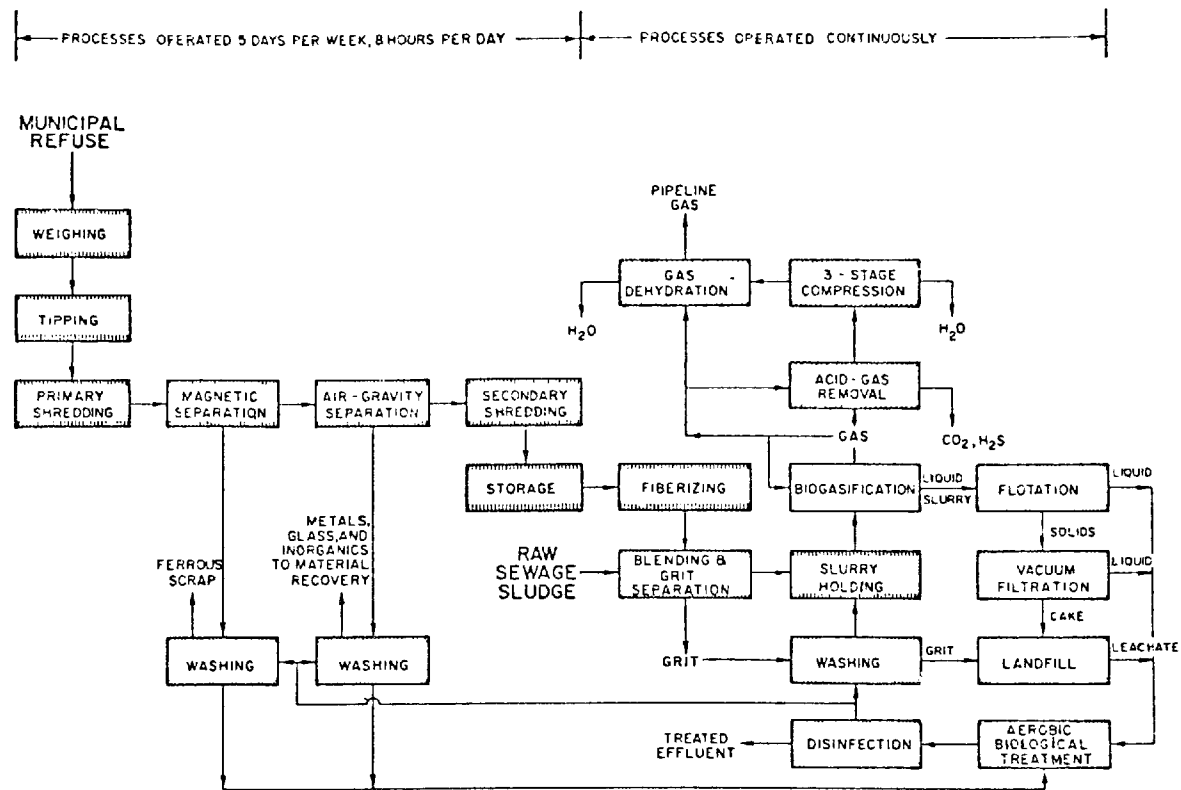 PROCESSES OPERATED 5 DAYS PER WEEK, 8 HOURS PER DAY
PROCESSES OPERATED CONTINUOUSLY
MUNICIPAL
REFUSE
WEIGHING
TIPPING
PRIMARY
SHREDDING
MAGNETIC
SEPARATION
AIR-GRAVITY
SEPARATION
SECONDARY
SHREDDING
STORAGE
FIBERIZING
RAW
SEWAGE
SLUDGE
BLENDING &
GRIT
SEPARATION
GRIT
PIPELINE
GAS
GAS
DEHYDRATION
H2O
3-STAGE
COMPRESSION
H2O
ACID-GAS
REMOVAL
CO2, H2S
GAS
BIOGASIFICATION
LIQUID
SLURRY
FLOTATION
LIQUID
SOLIDS
SLURRY
HOLDING
VACUUM
FILTRATION
LIQUID
CAKE
WASHING
GRIT
LANDFILL
LEACHATE
FERROUS
SCRAP
METALS,
GLASS, AND
INORGANICS
TO MATERIAL
RECOVERY
WASHING
WASHING
TREATED
EFFLUENT
DISINFECTION
AEROBIC
BIOLOGICAL
TREATMENT